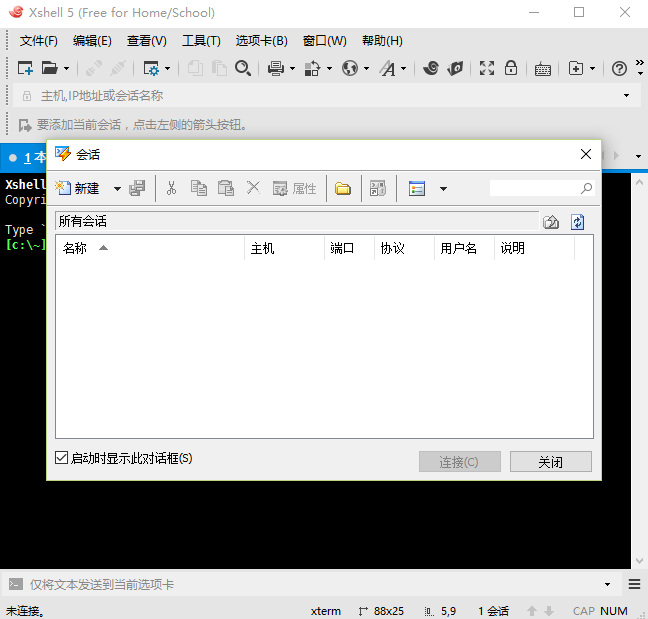 Xshell 5 (Free for Home/School)
文件(F) 编辑(E) 查看(V) 工具(T) 选项卡(B) 窗口(W) 帮助(H)
主机,IP地址或会话名称
要添加当前会话，点击左侧的箭头按钮。
1 本
会话
新建 属性
所有会话
名称 主机 端口 协议 用户名 说明
Xshell
Copyri
Type `
[c:\~]
启动时显示此对话框(S) 连接(C) 关闭
仅将文本发送到当前选项卡
未连接。 xterm 88x25 5,9 1 会话 CAP NUM